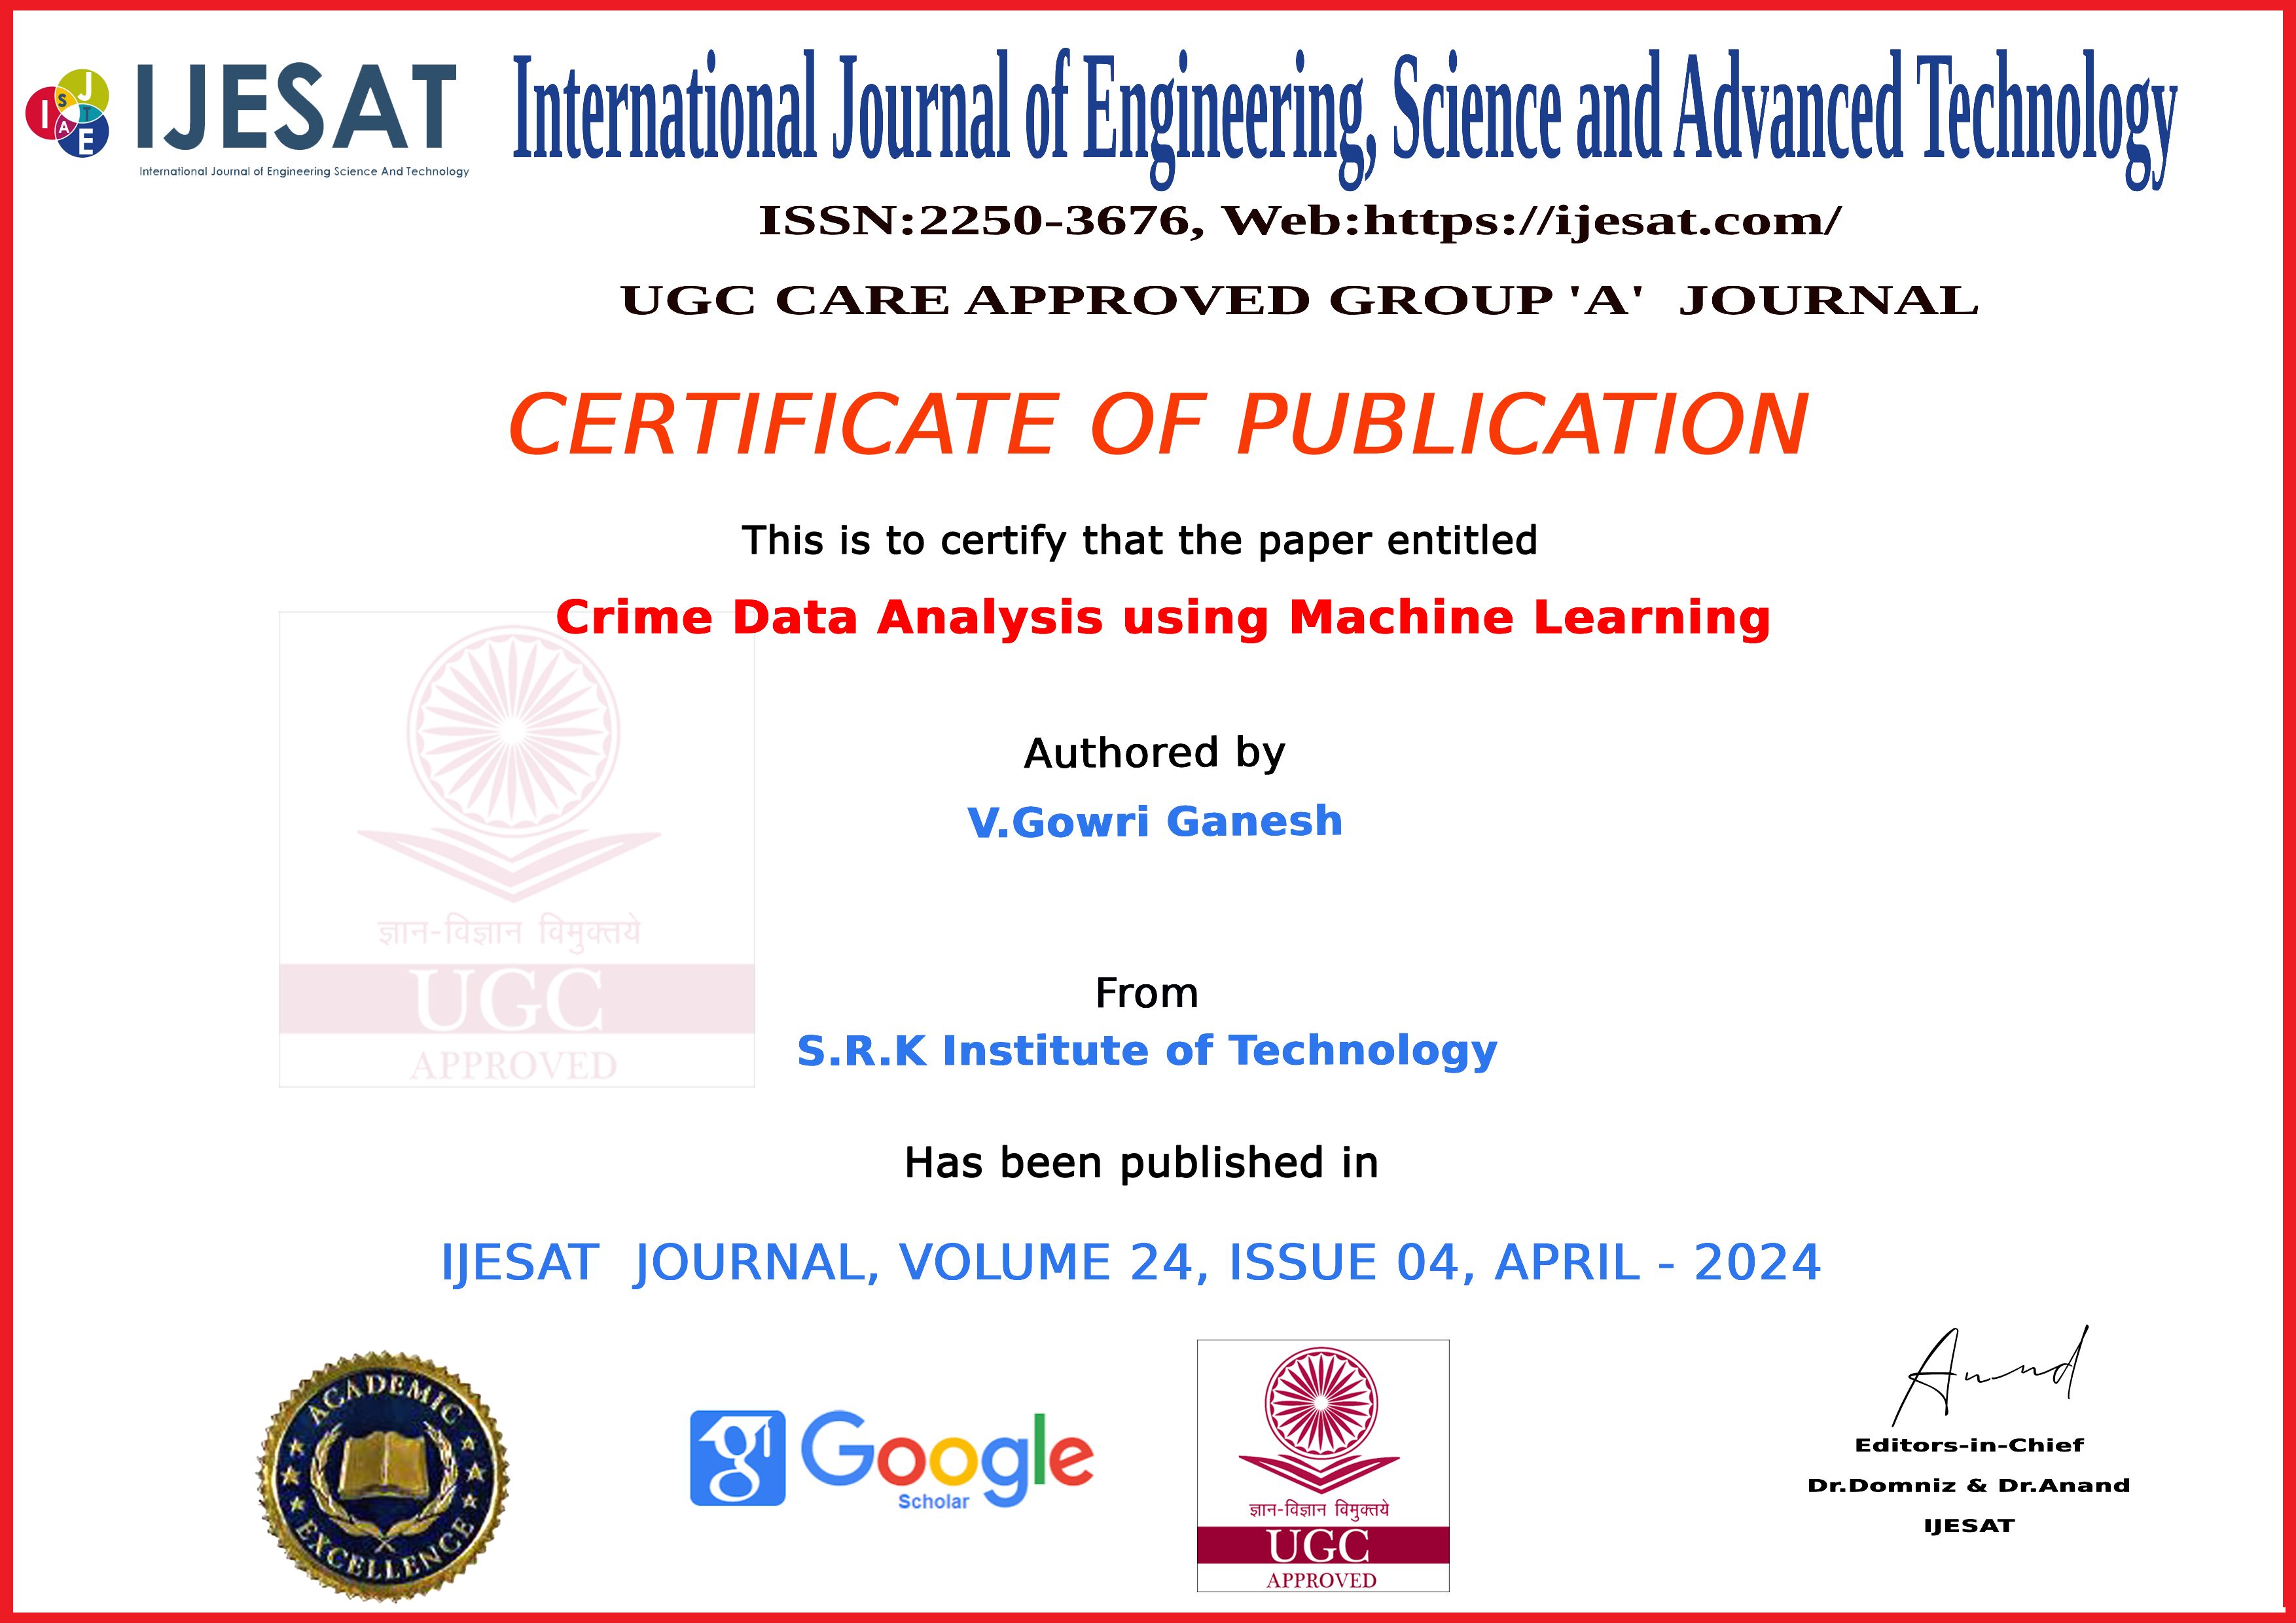 IJESAT
International Journal of Engineering Science And Technology
International Journal of Engineering, Science and Advanced Technology
ISSN:2250-3676, Web:https://ijesat.com/
UGC CARE APPROVED GROUP 'A' JOURNAL
CERTIFICATE OF PUBLICATION
This is to certify that the paper entitled
Crime Data Analysis using Machine Learning
Authored by
V.Gowri Ganesh
ज्ञान-विज्ञान विमुक्तये
UGC
APPROVED
From
S.R.K Institute of Technology
Has been published in
IJESAT JOURNAL, VOLUME 24, ISSUE 04, APRIL - 2024
ACADEMIC
EXCELLENCE
Google
Scholar
ज्ञान-विज्ञान विमुक्तये
UGC
APPROVED
Anand
Editors-in-Chief
Dr.Domniz & Dr.Anand
IJESAT